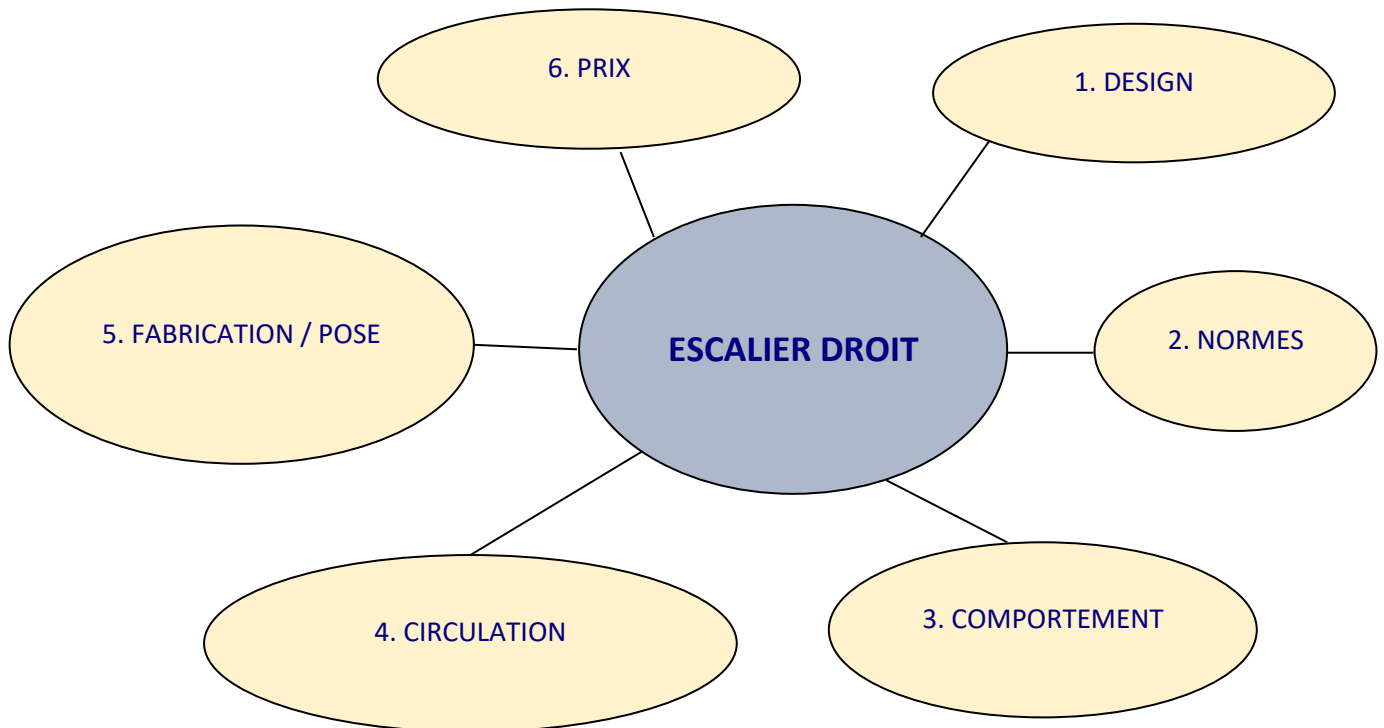 6. PRIX
1. DESIGN
5. FABRICATION / POSE
ESCALIER DROIT
2. NORMES
4. CIRCULATION
3. COMPORTEMENT